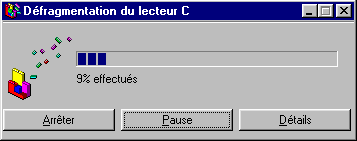 Défragmentation du lecteur C
9% effectués
Arrêter Pause Détails